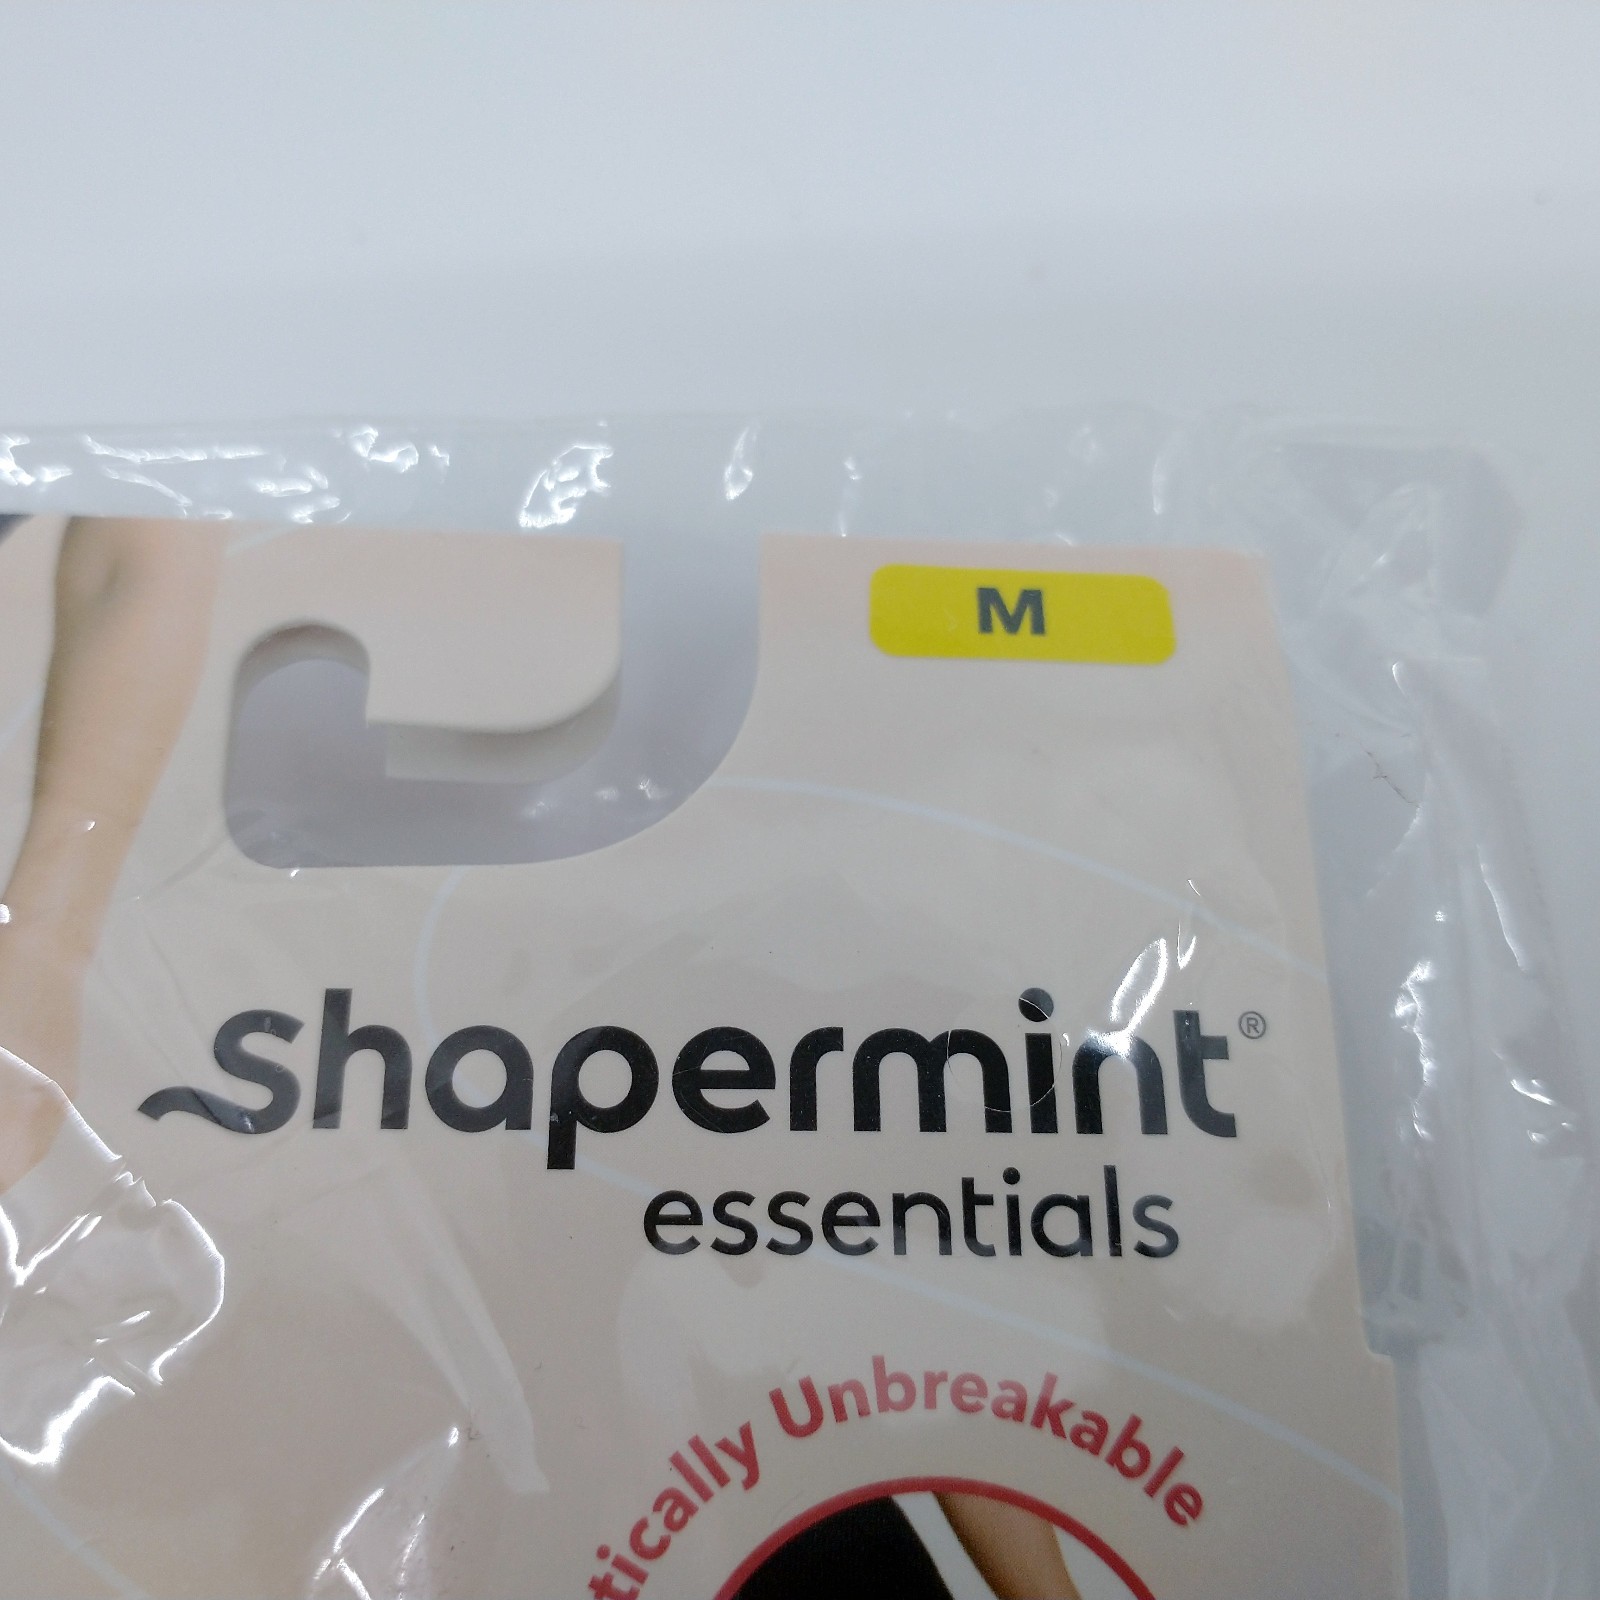 M
shapermint®
essentials
tically Unbreakable